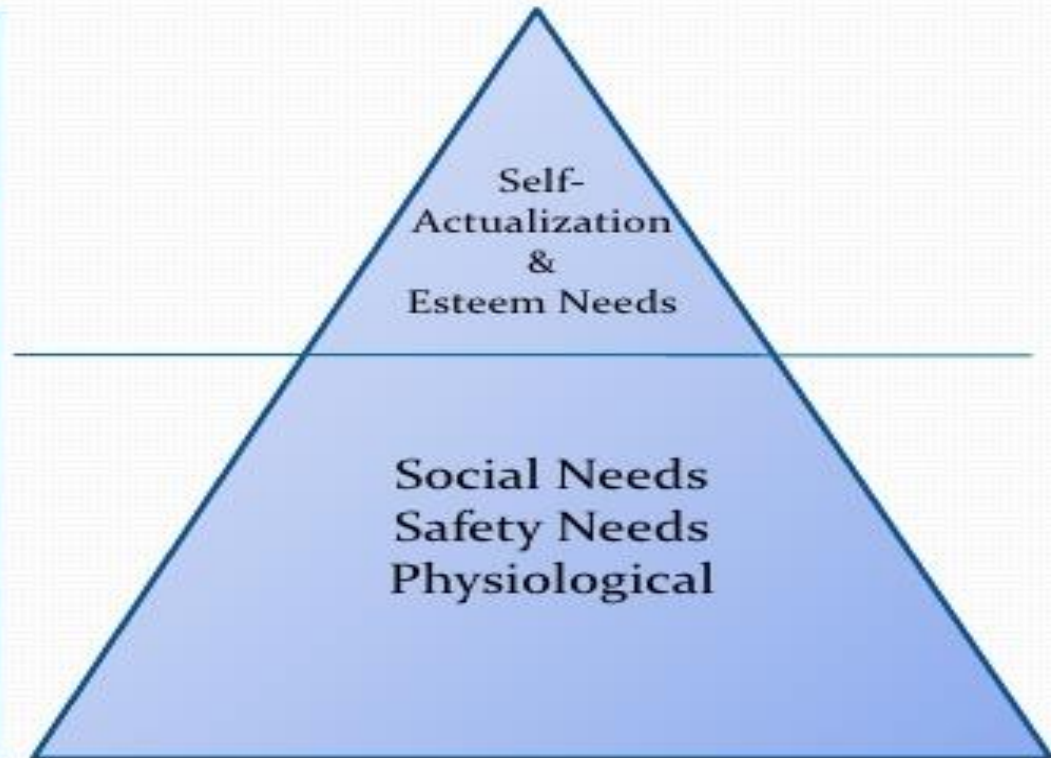 Self-
Actualization
&
Esteem Needs
Social Needs
Safety Needs
Physiological